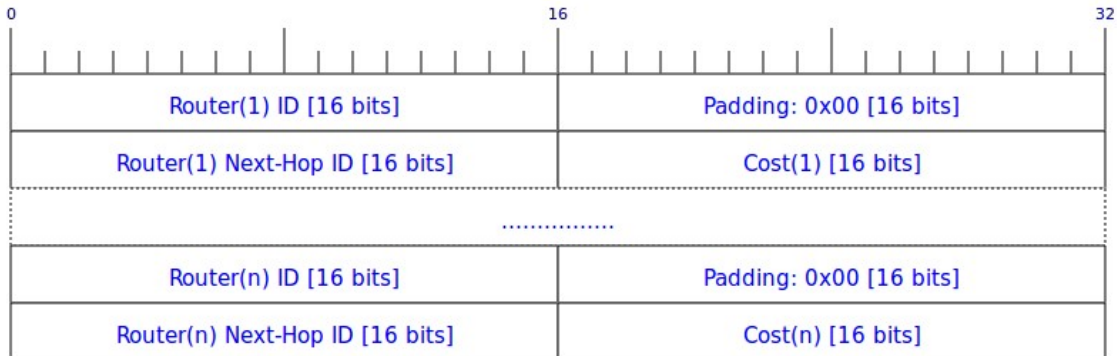 0 16 32
Router(1) ID [16 bits] Padding: 0x00 [16 bits]
Router(1) Next-Hop ID [16 bits] Cost(1) [16 bits]
................
Router(n) ID [16 bits] Padding: 0x00 [16 bits]
Router(n) Next-Hop ID [16 bits] Cost(n) [16 bits]